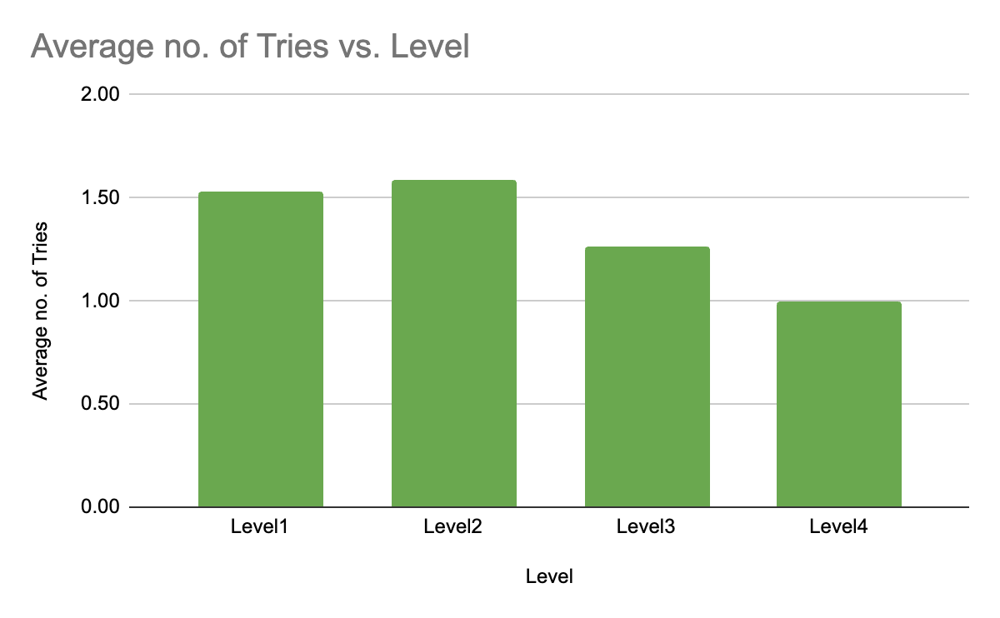 Average no. of Tries vs. Level
2.00
1.50
1.00
0.50
0.00
Average no. of Tries
Level1
Level2
Level3
Level4
Level